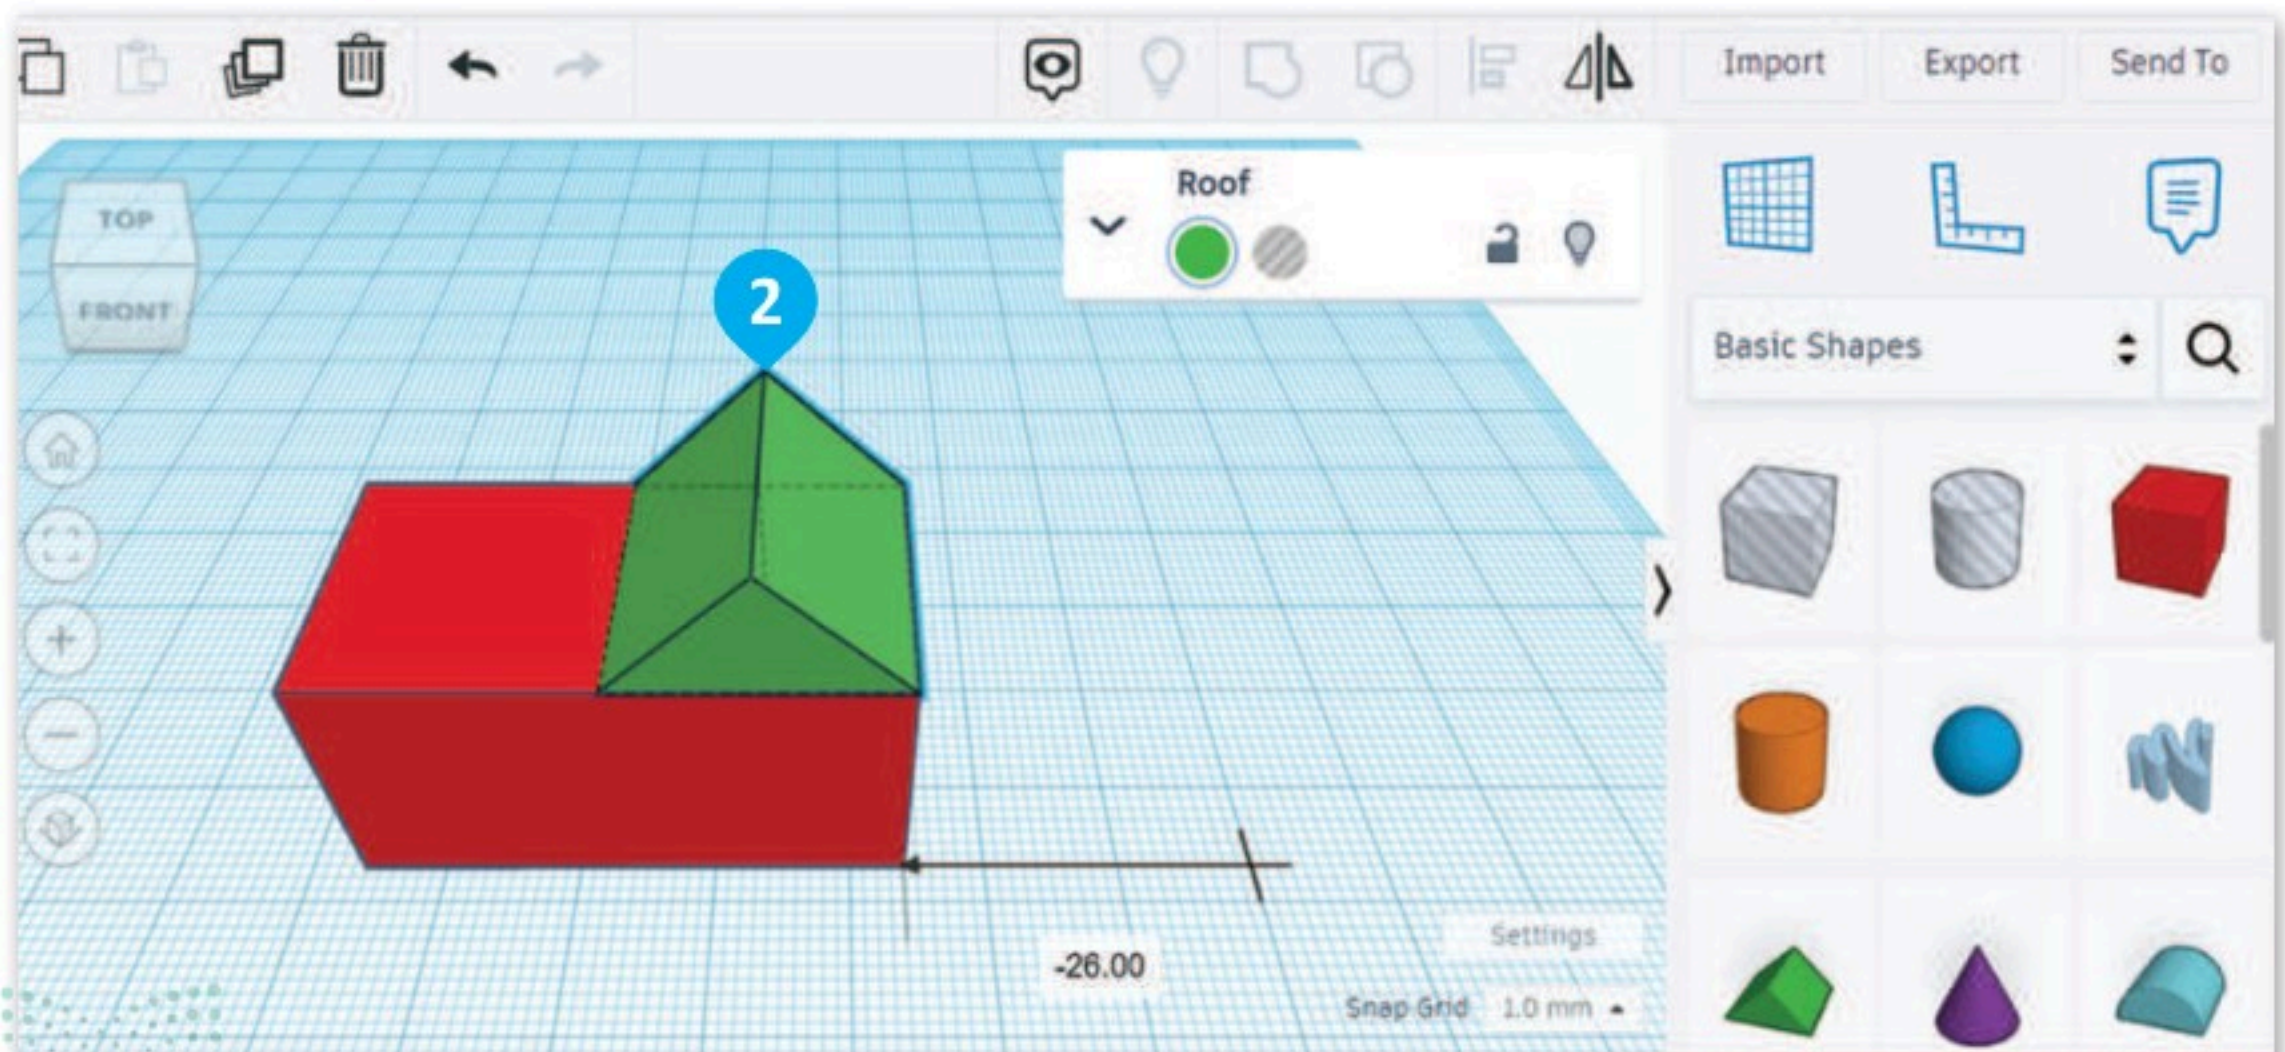 Import Export Send To
TOP
FRONT
Roof
2
Basic Shapes
-26.00
Settings
Snap Grid 1.0 mm